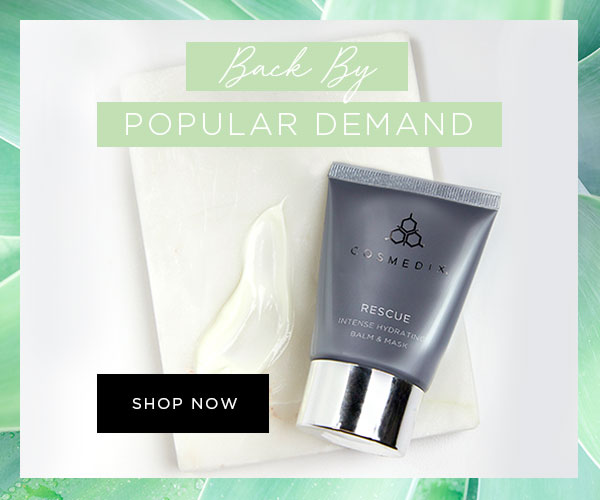 Back By
POPULAR DEMAND
COSMEDIX
RESCUE
INTENSE HYDRATING
BALM & MASK
SHOP NOW